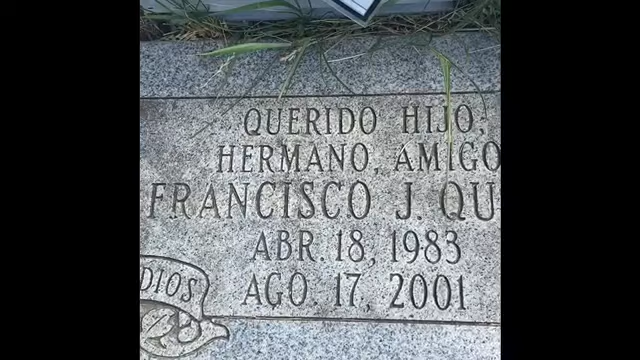 QUERIDO HIJO,
HERMANO, AMIGO
FRANCISCO J. QU
ABR. 18, 1983
AGO. 17, 2001
DIOS